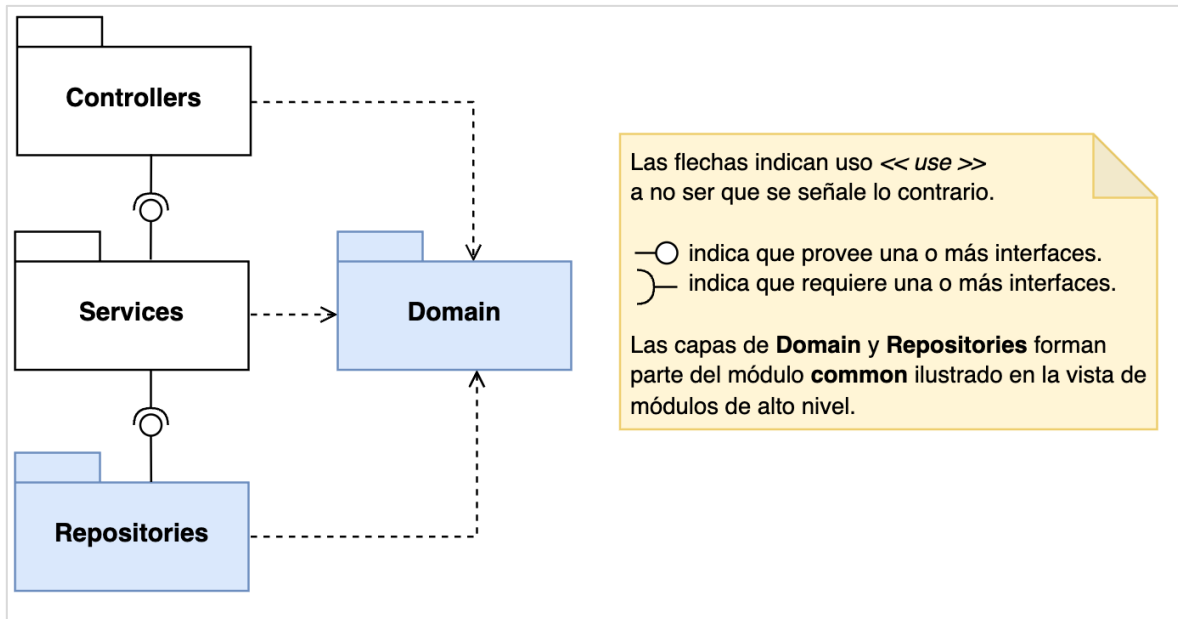 Controllers
Services
Domain
Repositories
Las flechas indican uso << use >>
a no ser que se señale lo contrario.
indica que provee una o más interfaces.
indica que requiere una o más interfaces.
Las capas de Domain y Repositories forman
parte del módulo common ilustrado en la vista de
módulos de alto nivel.